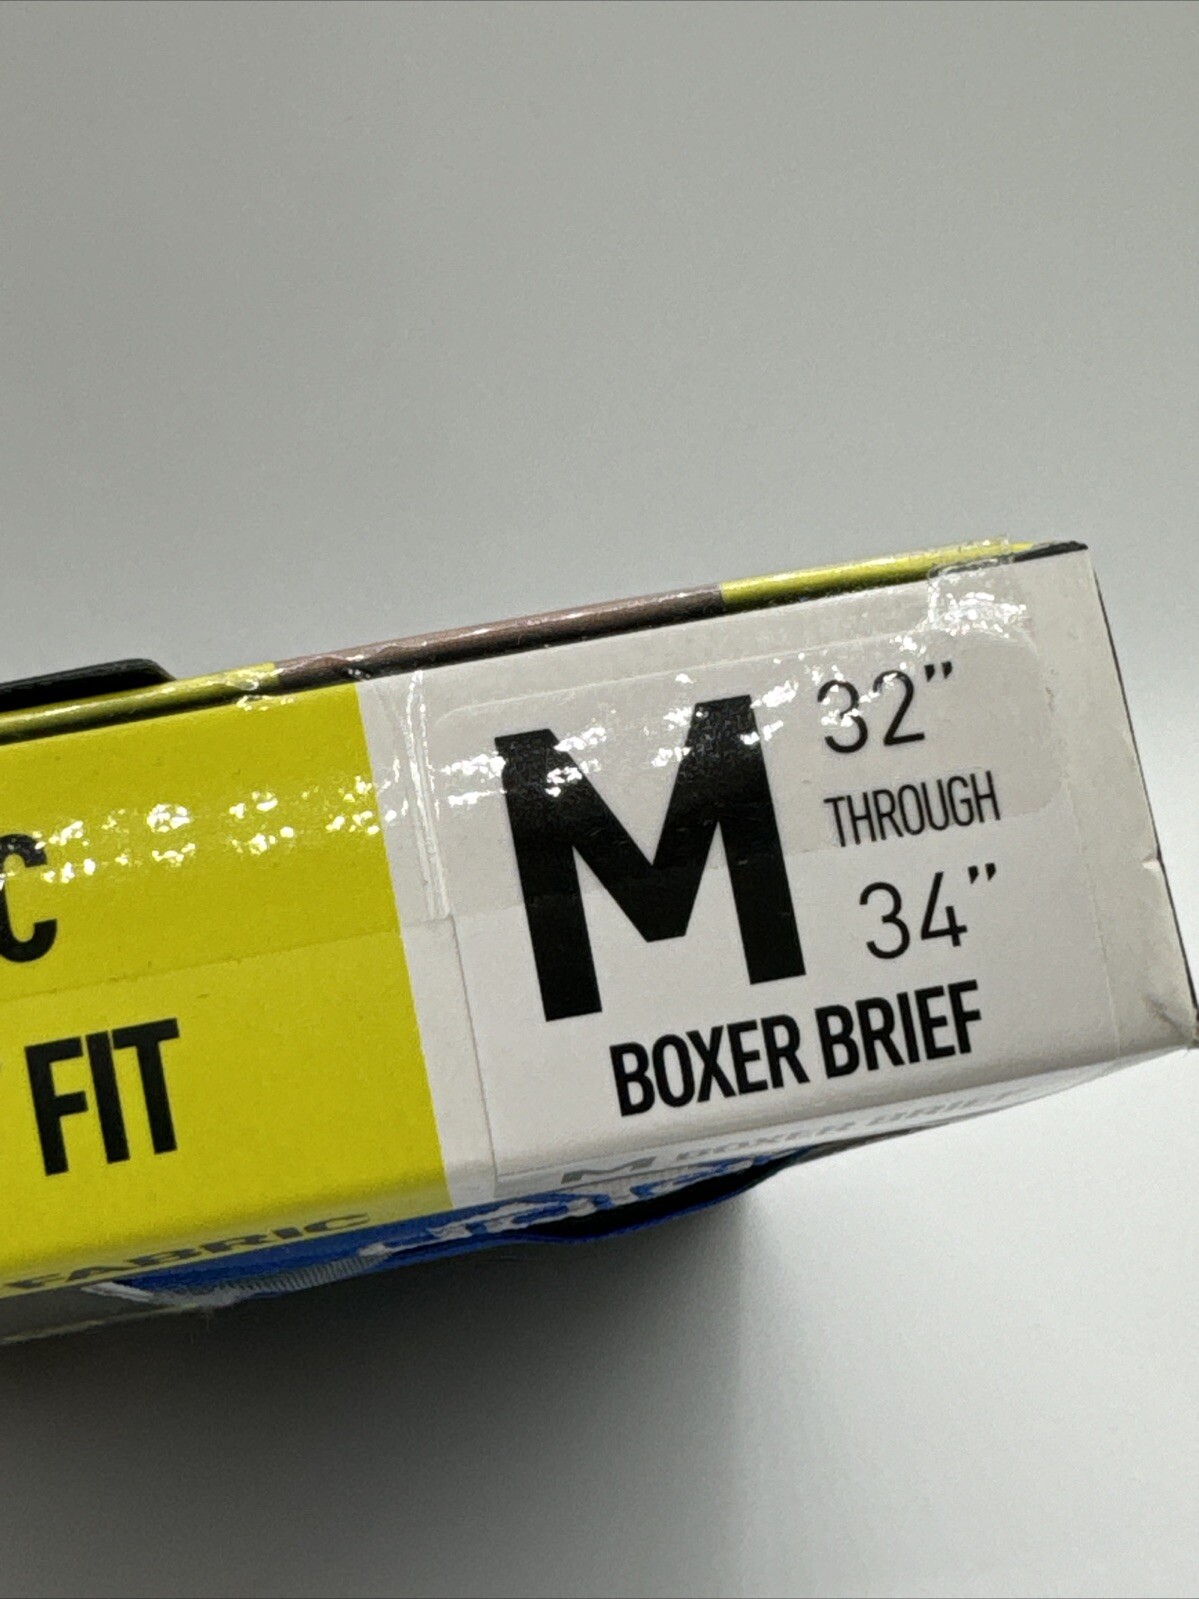 C
FIT
M
32"
THROUGH
34"
BOXER BRIEF
M BOXER BRIEF
FABRIC